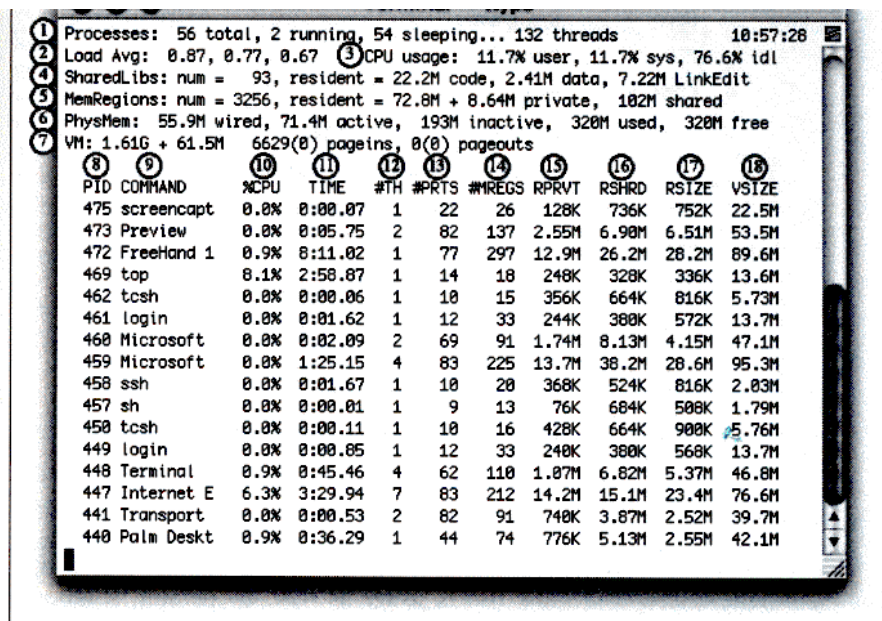 ① Processes: 56 total, 2 running, 54 sleeping... 132 threads 10:57:28
② Load Avg: 0.87, 0.77, 0.67 ③ CPU usage: 11.7% user, 11.7% sys, 76.6% idl
④ SharedLibs: num = 93, resident = 22.2M code, 2.41M data, 7.22M LinkEdit
⑤ MemRegions: num = 3256, resident = 72.8M + 8.64M private, 102M shared
⑥ PhysMem: 55.9M wired, 71.4M active, 193M inactive, 320M used, 320M free
⑦ VM: 1.61G + 61.5M 6629(0) pageins, 0(0) pageouts
⑧ ⑨ ⑩ ⑪ ⑫ ⑬ ⑭ ⑮ ⑯ ⑰ ⑱
PID COMMAND %CPU TIME #TH #PRTS #MREGS RPRVT RSHRD RSIZE VSIZE
475 screencapt 0.0% 0:00.07 1 22 26 128K 736K 752K 22.5M
473 Preview 0.0% 0:05.75 2 82 137 2.55M 6.90M 6.51M 53.5M
472 FreeHand 1 0.9% 8:11.02 1 77 297 12.9M 26.2M 28.2M 89.6M
469 top 8.1% 2:58.87 1 14 18 248K 328K 336K 13.6M
462 tcsh 0.0% 0:00.06 1 10 15 356K 664K 816K 5.73M
461 login 0.0% 0:01.62 1 12 33 244K 380K 572K 13.7M
460 Microsoft 0.0% 0:02.09 2 69 91 1.74M 8.13M 4.15M 47.1M
459 Microsoft 0.0% 1:25.15 4 83 225 13.7M 38.2M 28.6M 95.3M
458 ssh 0.0% 0:01.67 1 10 20 368K 524K 816K 2.03M
457 sh 0.0% 0:00.01 1 9 13 76K 684K 508K 1.79M
450 tcsh 0.0% 0:00.11 1 10 16 428K 664K 900K 5.76M
449 login 0.0% 0:00.85 1 12 33 240K 380K 568K 13.7M
448 Terminal 0.9% 0:45.46 4 62 110 1.07M 6.82M 5.37M 46.8M
447 Internet E 6.3% 3:29.94 7 83 212 14.2M 15.1M 23.4M 76.6M
441 Transport 0.0% 0:00.53 2 82 91 740K 3.87M 2.52M 39.7M
440 Palm Deskt 0.9% 0:36.29 1 44 74 776K 5.13M 2.55M 42.1M